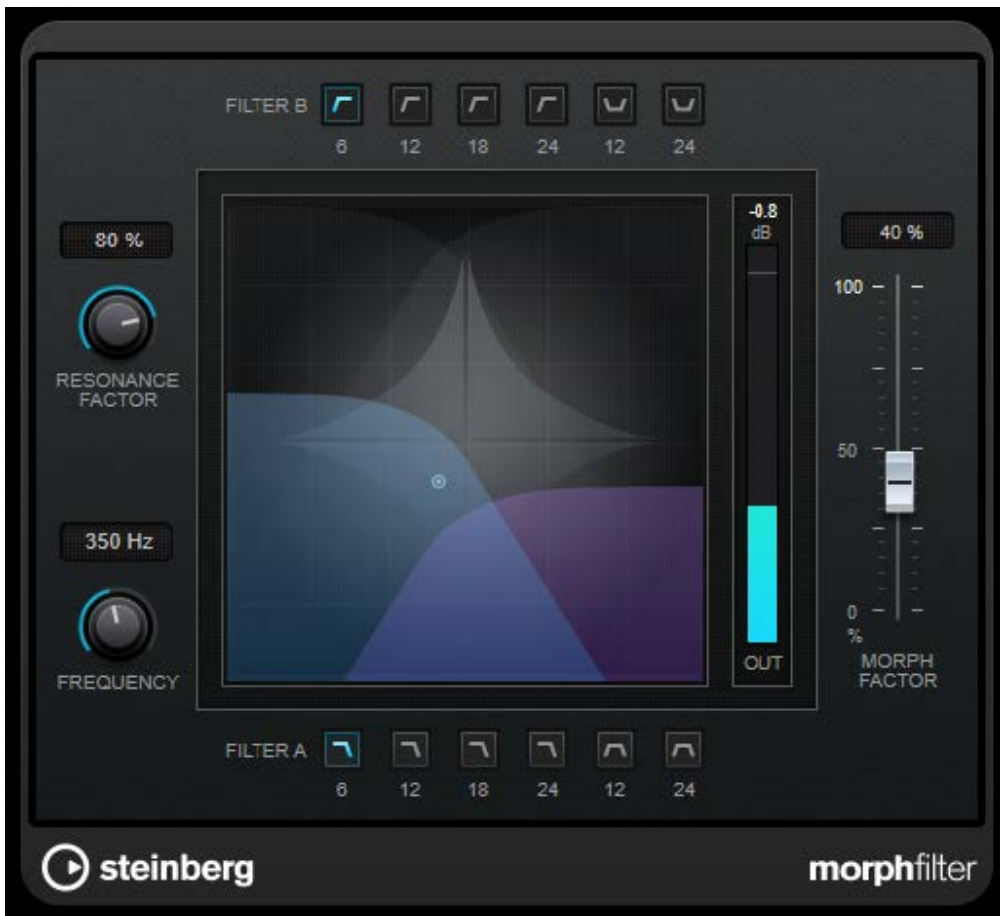 FILTER B
6 12 18 24 12 24
80 %
RESONANCE
FACTOR
350 Hz
FREQUENCY
-0.8
dB
OUT
40 %
100
50
0
%
MORPH
FACTOR
FILTER A
6 12 18 24 12 24
steinberg
morphfilter